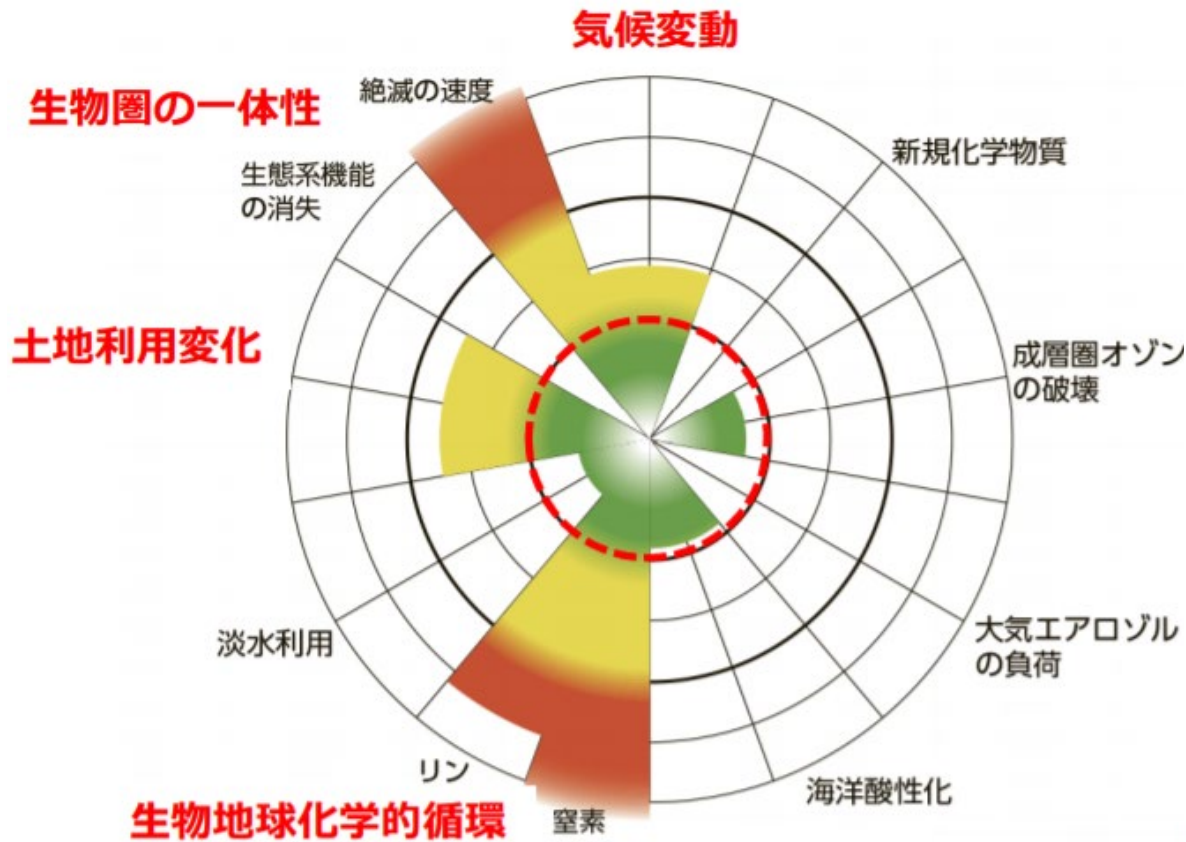 気候変動
絶滅の速度
生物圏の一体性
新規化学物質
生態系機能
の消失
土地利用変化
成層圏オゾン
の破壊
淡水利用
大気エアロゾル
の負荷
リン
海洋酸性化
生物地球化学的循環
窒素